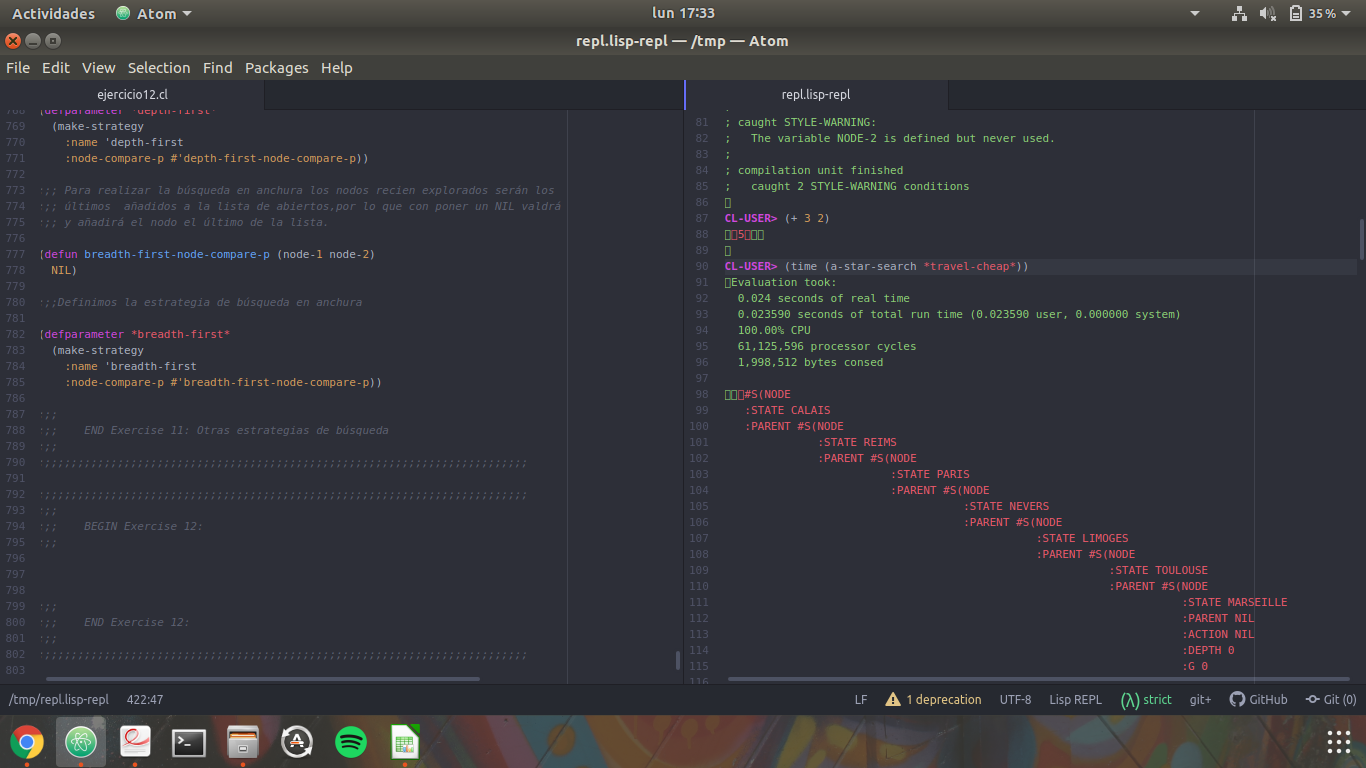 Actividades
Atom
lun 17:33
35%
repl.lisp-repl — /tmp — Atom
File Edit View Selection Find Packages Help
ejercicio12.cl
768 (defparameter *depth-first*
769 (make-strategy
770 :name 'depth-first
771 :node-compare-p #'depth-first-node-compare-p))
772
773 ;; Para realizar la búsqueda en anchura los nodos recien explorados serán los
774 ;; últimos  añadidos a la lista de abiertos,por lo que con poner un NIL valdrá
775 ;; y añadirá el nodo el último de la lista.
776
777 (defun breadth-first-node-compare-p (node-1 node-2)
778 NIL)
779
780 ;;Definimos la estrategia de búsqueda en anchura
781
782 (defparameter *breadth-first*
783 (make-strategy
784 :name 'breadth-first
785 :node-compare-p #'breadth-first-node-compare-p))
786
787 ;;
788 ;;    END Exercise 11: Otras estrategias de búsqueda
789 ;;
790 ;;;;;;;;;;;;;;;;;;;;;;;;;;;;;;;;;;;;;;;;;;;;;;;;;;;;;;;;;;;;;;;;;;;;;;;;;
791
792 ;;;;;;;;;;;;;;;;;;;;;;;;;;;;;;;;;;;;;;;;;;;;;;;;;;;;;;;;;;;;;;;;;;;;;;;;;
793 ;;
794 ;;    BEGIN Exercise 12:
795 ;;
796
797
798
799 ;;
800 ;;    END Exercise 12:
801 ;;
802 ;;;;;;;;;;;;;;;;;;;;;;;;;;;;;;;;;;;;;;;;;;;;;;;;;;;;;;;;;;;;;;;;;;;;;;;;;
803
repl.lisp-repl
81 ; caught STYLE-WARNING:
82 ;   The variable NODE-2 is defined but never used.
83 ;
84 ; compilation unit finished
85 ;   caught 2 STYLE-WARNING conditions
86
87 CL-USER> (+ 3 2)
88 5
89
90 CL-USER> (time (a-star-search *travel-cheap*))
91 Evaluation took:
92 0.024 seconds of real time
93 0.023590 seconds of total run time (0.023590 user, 0.000000 system)
94 100.00% CPU
95 61,125,596 processor cycles
96 1,998,512 bytes consed
97
98 #S(NODE
99 :STATE CALAIS
100 :PARENT #S(NODE
101 :STATE REIMS
102 :PARENT #S(NODE
103 :STATE PARIS
104 :PARENT #S(NODE
105 :STATE NEVERS
106 :PARENT #S(NODE
107 :STATE LIMOGES
108 :PARENT #S(NODE
109 :STATE TOULOUSE
110 :PARENT #S(NODE
111 :STATE MARSEILLE
112 :PARENT NIL
113 :ACTION NIL
114 :DEPTH 0
115 :G 0
116
/tmp/repl.lisp-repl 422:47
LF 1 deprecation UTF-8 Lisp REPL (λ) strict git+ GitHub Git (0)